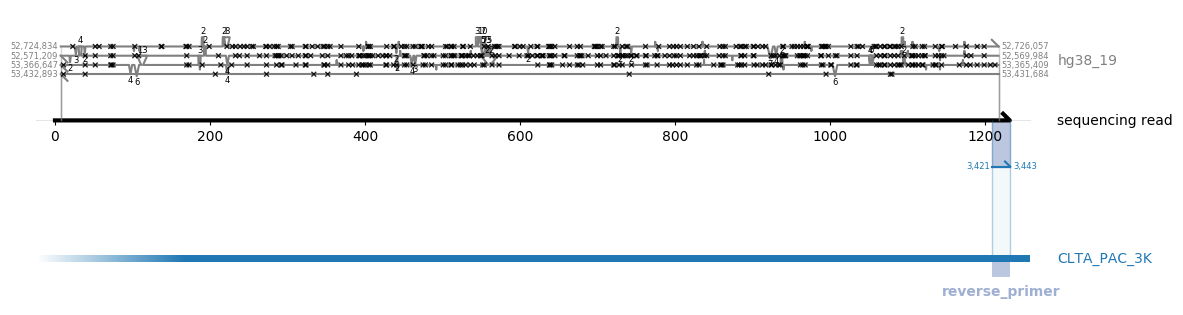 52,724,834
52,726,057
52,571,209
52,569,984
hg38_19
53,366,647
53,365,409
53,432,893
53,431,684
sequencing read
0 200 400 600 800 1000 1200
3,421
3,443
CLTA_PAC_3K
reverse_primer